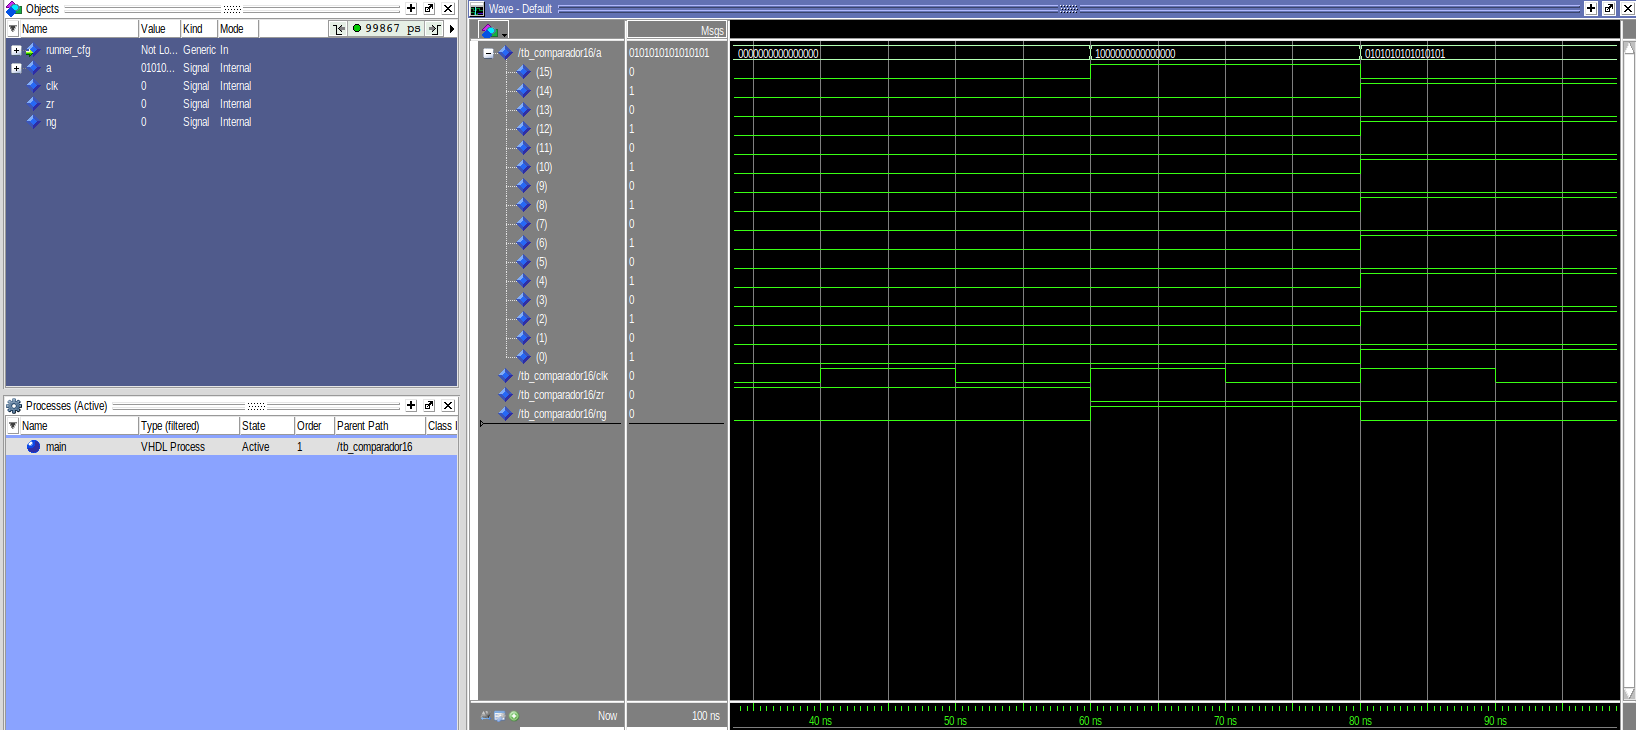 Objects
Name Value Kind Mode 99867 ps
runner_cfg Not Lo... Generic In
a 01010... Signal Internal
clk 0 Signal Internal
zr 0 Signal Internal
ng 0 Signal Internal
Processes (Active)
Name Type (filtered) State Order Parent Path Class
main VHDL Process Active 1 /tb_comparador16
Wave - Default
Msgs
/tb_comparador16/a 0101010101010101 0000000000000000 1000000000000000 0101010101010101
(15) 0
(14) 1
(13) 0
(12) 1
(11) 0
(10) 1
(9) 0
(8) 1
(7) 0
(6) 1
(5) 0
(4) 1
(3) 0
(2) 1
(1) 0
(0) 1
/tb_comparador16/clk 0
/tb_comparador16/zr 0
/tb_comparador16/ng 0
Now 100 ns
40 ns 50 ns 60 ns 70 ns 80 ns 90 ns